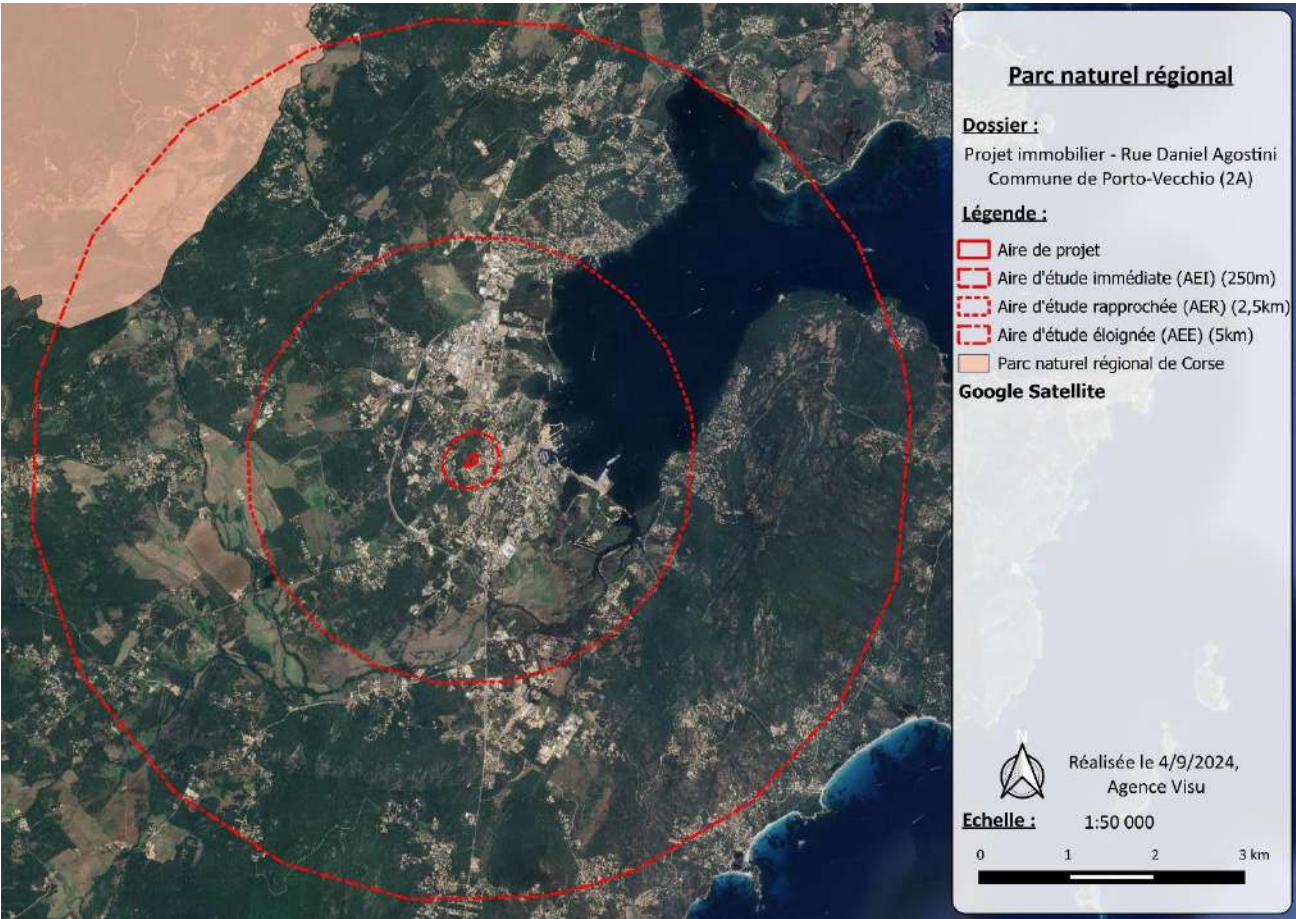 Parc naturel régional
Dossier :
Projet immobilier - Rue Daniel Agostini
Commune de Porto-Vecchio (2A)
Légende :
Aire de projet
Aire d'étude immédiate (AEI) (250m)
Aire d'étude rapprochée (AER) (2,5km)
Aire d'étude éloignée (AEE) (5km)
Parc naturel régional de Corse
Google Satellite
N
Réalisée le 4/9/2024,
Agence Visu
Echelle : 1:50 000
0 1 2 3 km